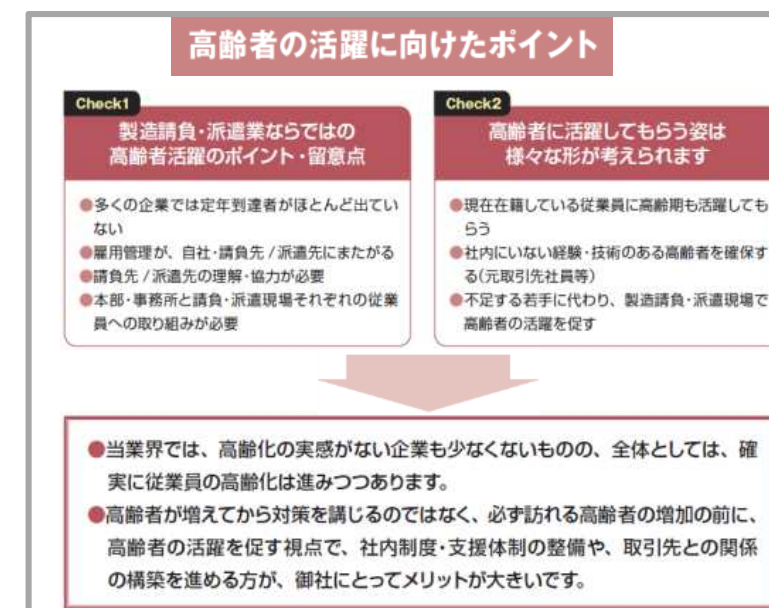 高齢者の活躍に向けたポイント
Check1
製造請負・派遣業ならではの
高齢者活躍のポイント・留意点
●多くの企業では定年到達者がほとんど出てい
ない
●雇用管理が、自社・請負先/派遣先にまたがる
●請負先/派遣先の理解・協力が必要
●本部・事務所と請負・派遣現場それぞれの従業
員への取り組みが必要
Check2
高齢者に活躍してもらう姿は
様々な形が考えられます
●現在在籍している従業員に高齢期も活躍しても
らう
●社内にいない経験・技術のある高齢者を確保す
る(元取引先社員等)
●不足する若手に代わり、製造請負・派遣現場で
高齢者の活躍を促す
●当業界では、高齢化の実感がない企業も少なくないものの、全体としては、確
実に従業員の高齢化は進みつつあります。
●高齢者が増えてから対策を講じるのではなく、必ず訪れる高齢者の増加の前に、
高齢者の活躍を促す視点で、社内制度・支援体制の整備や、取引先との関係
の構築を進める方が、御社にとってメリットが大きいです。